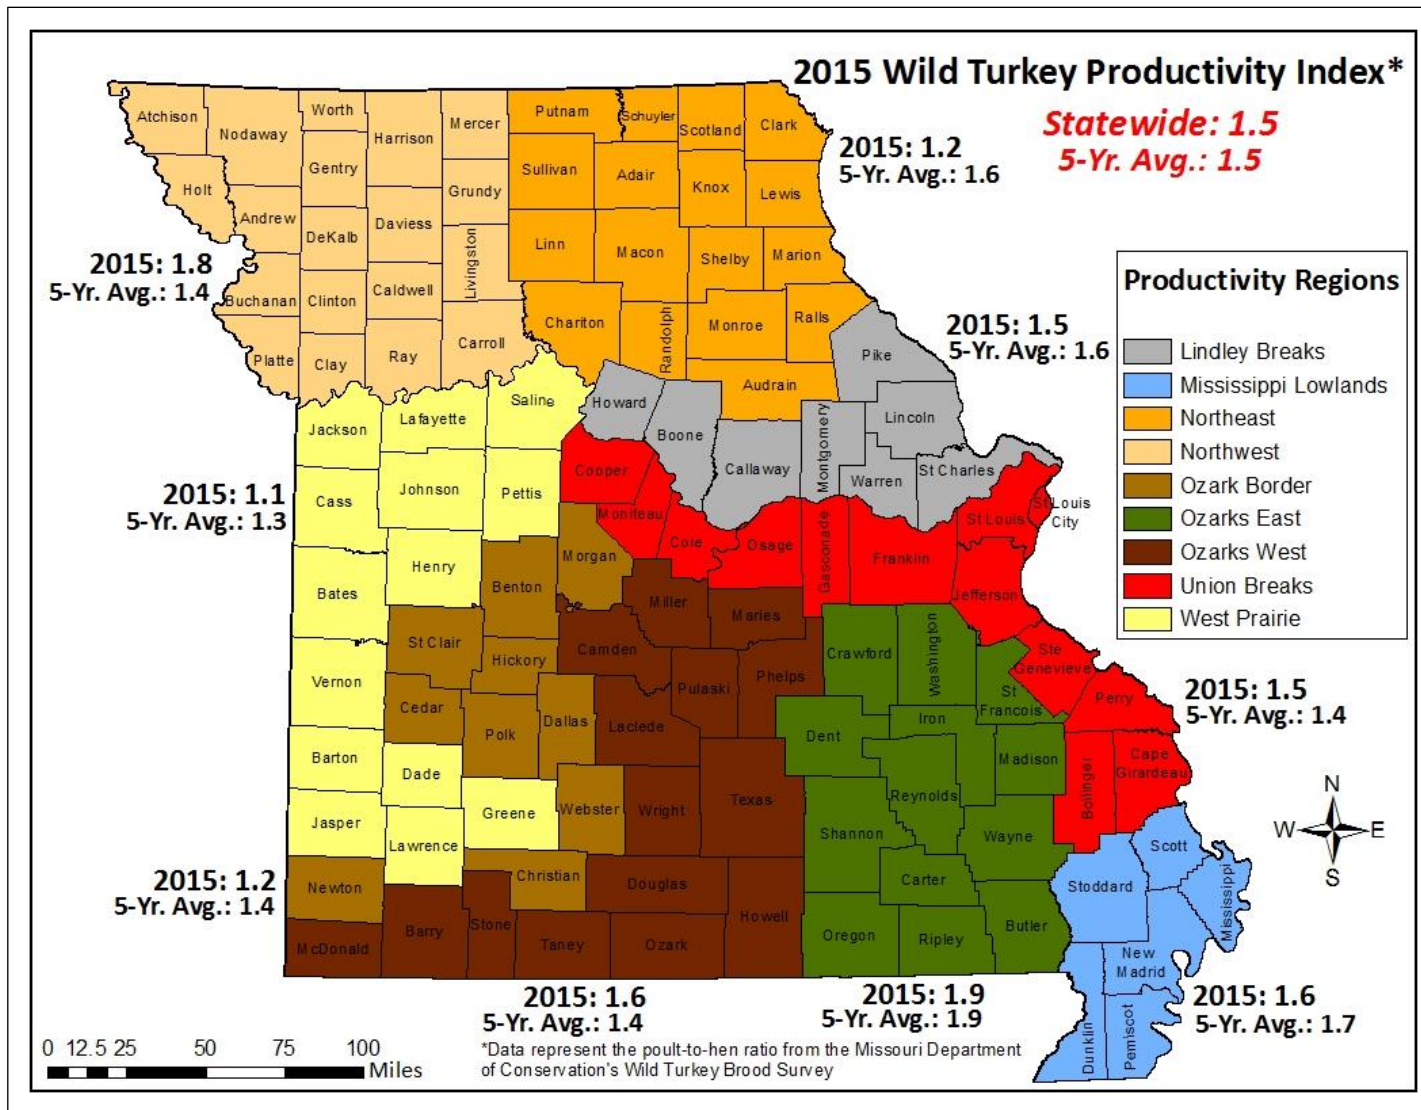 2015 Wild Turkey Productivity Index*
Statewide: 1.5
5-Yr. Avg.: 1.5
2015: 1.2
5-Yr. Avg.: 1.6
2015: 1.8
5-Yr. Avg.: 1.4
2015: 1.5
5-Yr. Avg.: 1.6
2015: 1.1
5-Yr. Avg.: 1.3
2015: 1.5
5-Yr. Avg.: 1.4
2015: 1.2
5-Yr. Avg.: 1.4
2015: 1.6
5-Yr. Avg.: 1.4
2015: 1.9
5-Yr. Avg.: 1.9
2015: 1.6
5-Yr. Avg.: 1.7
Productivity Regions
Lindley Breaks
Mississippi Lowlands
Northeast
Northwest
Ozark Border
Ozarks East
Ozarks West
Union Breaks
West Prairie
Atchison
Nodaway
Worth
Harrison
Mercer
Putnam
Schuyler
Scotland
Clark
Holt
Gentry
Grundy
Sullivan
Adair
Knox
Lewis
Andrew
DeKalb
Daviess
Livingston
Linn
Macon
Shelby
Marion
Buchanan
Clinton
Caldwell
Chariton
Randolph
Monroe
Ralls
Platte
Clay
Ray
Carroll
Audrain
Pike
Jackson
Lafayette
Saline
Howard
Boone
Callaway
Montgomery
Lincoln
Warren
St Charles
Cass
Johnson
Pettis
Cooper
Moniteau
Cole
Osage
Gasconade
Franklin
St Louis
St Louis
City
Jefferson
Bates
Henry
Benton
Morgan
Miller
Maries
Camden
St Clair
Hickory
Vernon
Cedar
Polk
Dallas
Laclede
Pulaski
Phelps
Crawford
Washington
St
Francois
Ste
Genevieve
Perry
Barton
Dade
Dent
Iron
Madison
Bollinger
Cape
Girardeau
Jasper
Lawrence
Greene
Webster
Wright
Texas
Shannon
Reynolds
Wayne
Newton
Christian
Douglas
Howell
Carter
Butler
Stoddard
Scott
Mississippi
McDonald
Barry
Stone
Taney
Ozark
Oregon
Ripley
New
Madrid
Dunklin
Pemiscot
N
W
E
S
0 12.5 25 50 75 100
Miles
*Data represent the poult-to-hen ratio from the Missouri Department
of Conservation's Wild Turkey Brood Survey